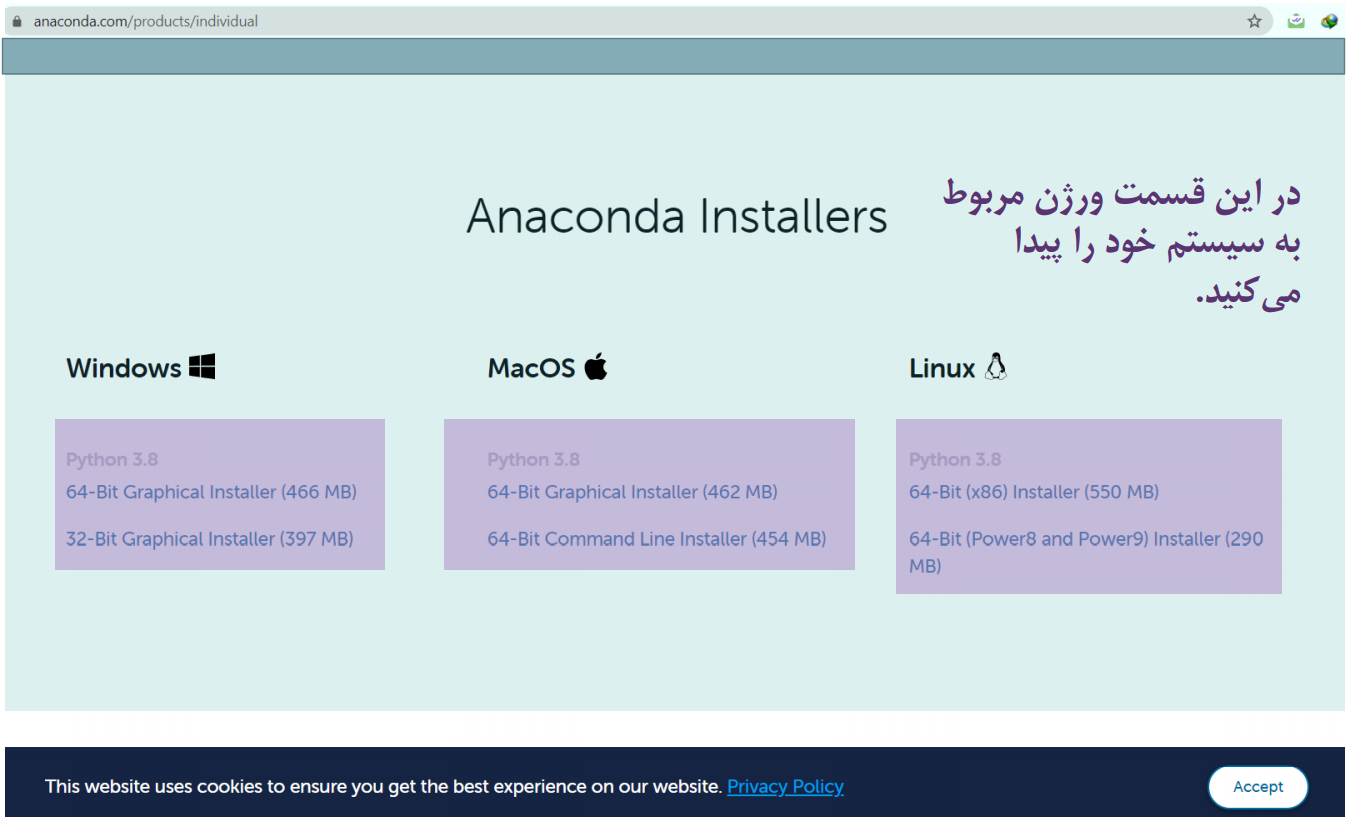 anaconda.com/products/individual
Anaconda Installers
در این قسمت ورژن مربوط
به سیستم خود را پیدا
می‌کنید.
Windows
Python 3.8
64-Bit Graphical Installer (466 MB)
32-Bit Graphical Installer (397 MB)
MacOS
Python 3.8
64-Bit Graphical Installer (462 MB)
64-Bit Command Line Installer (454 MB)
Linux
Python 3.8
64-Bit (x86) Installer (550 MB)
64-Bit (Power8 and Power9) Installer (290
MB)
This website uses cookies to ensure you get the best experience on our website. Privacy Policy
Accept